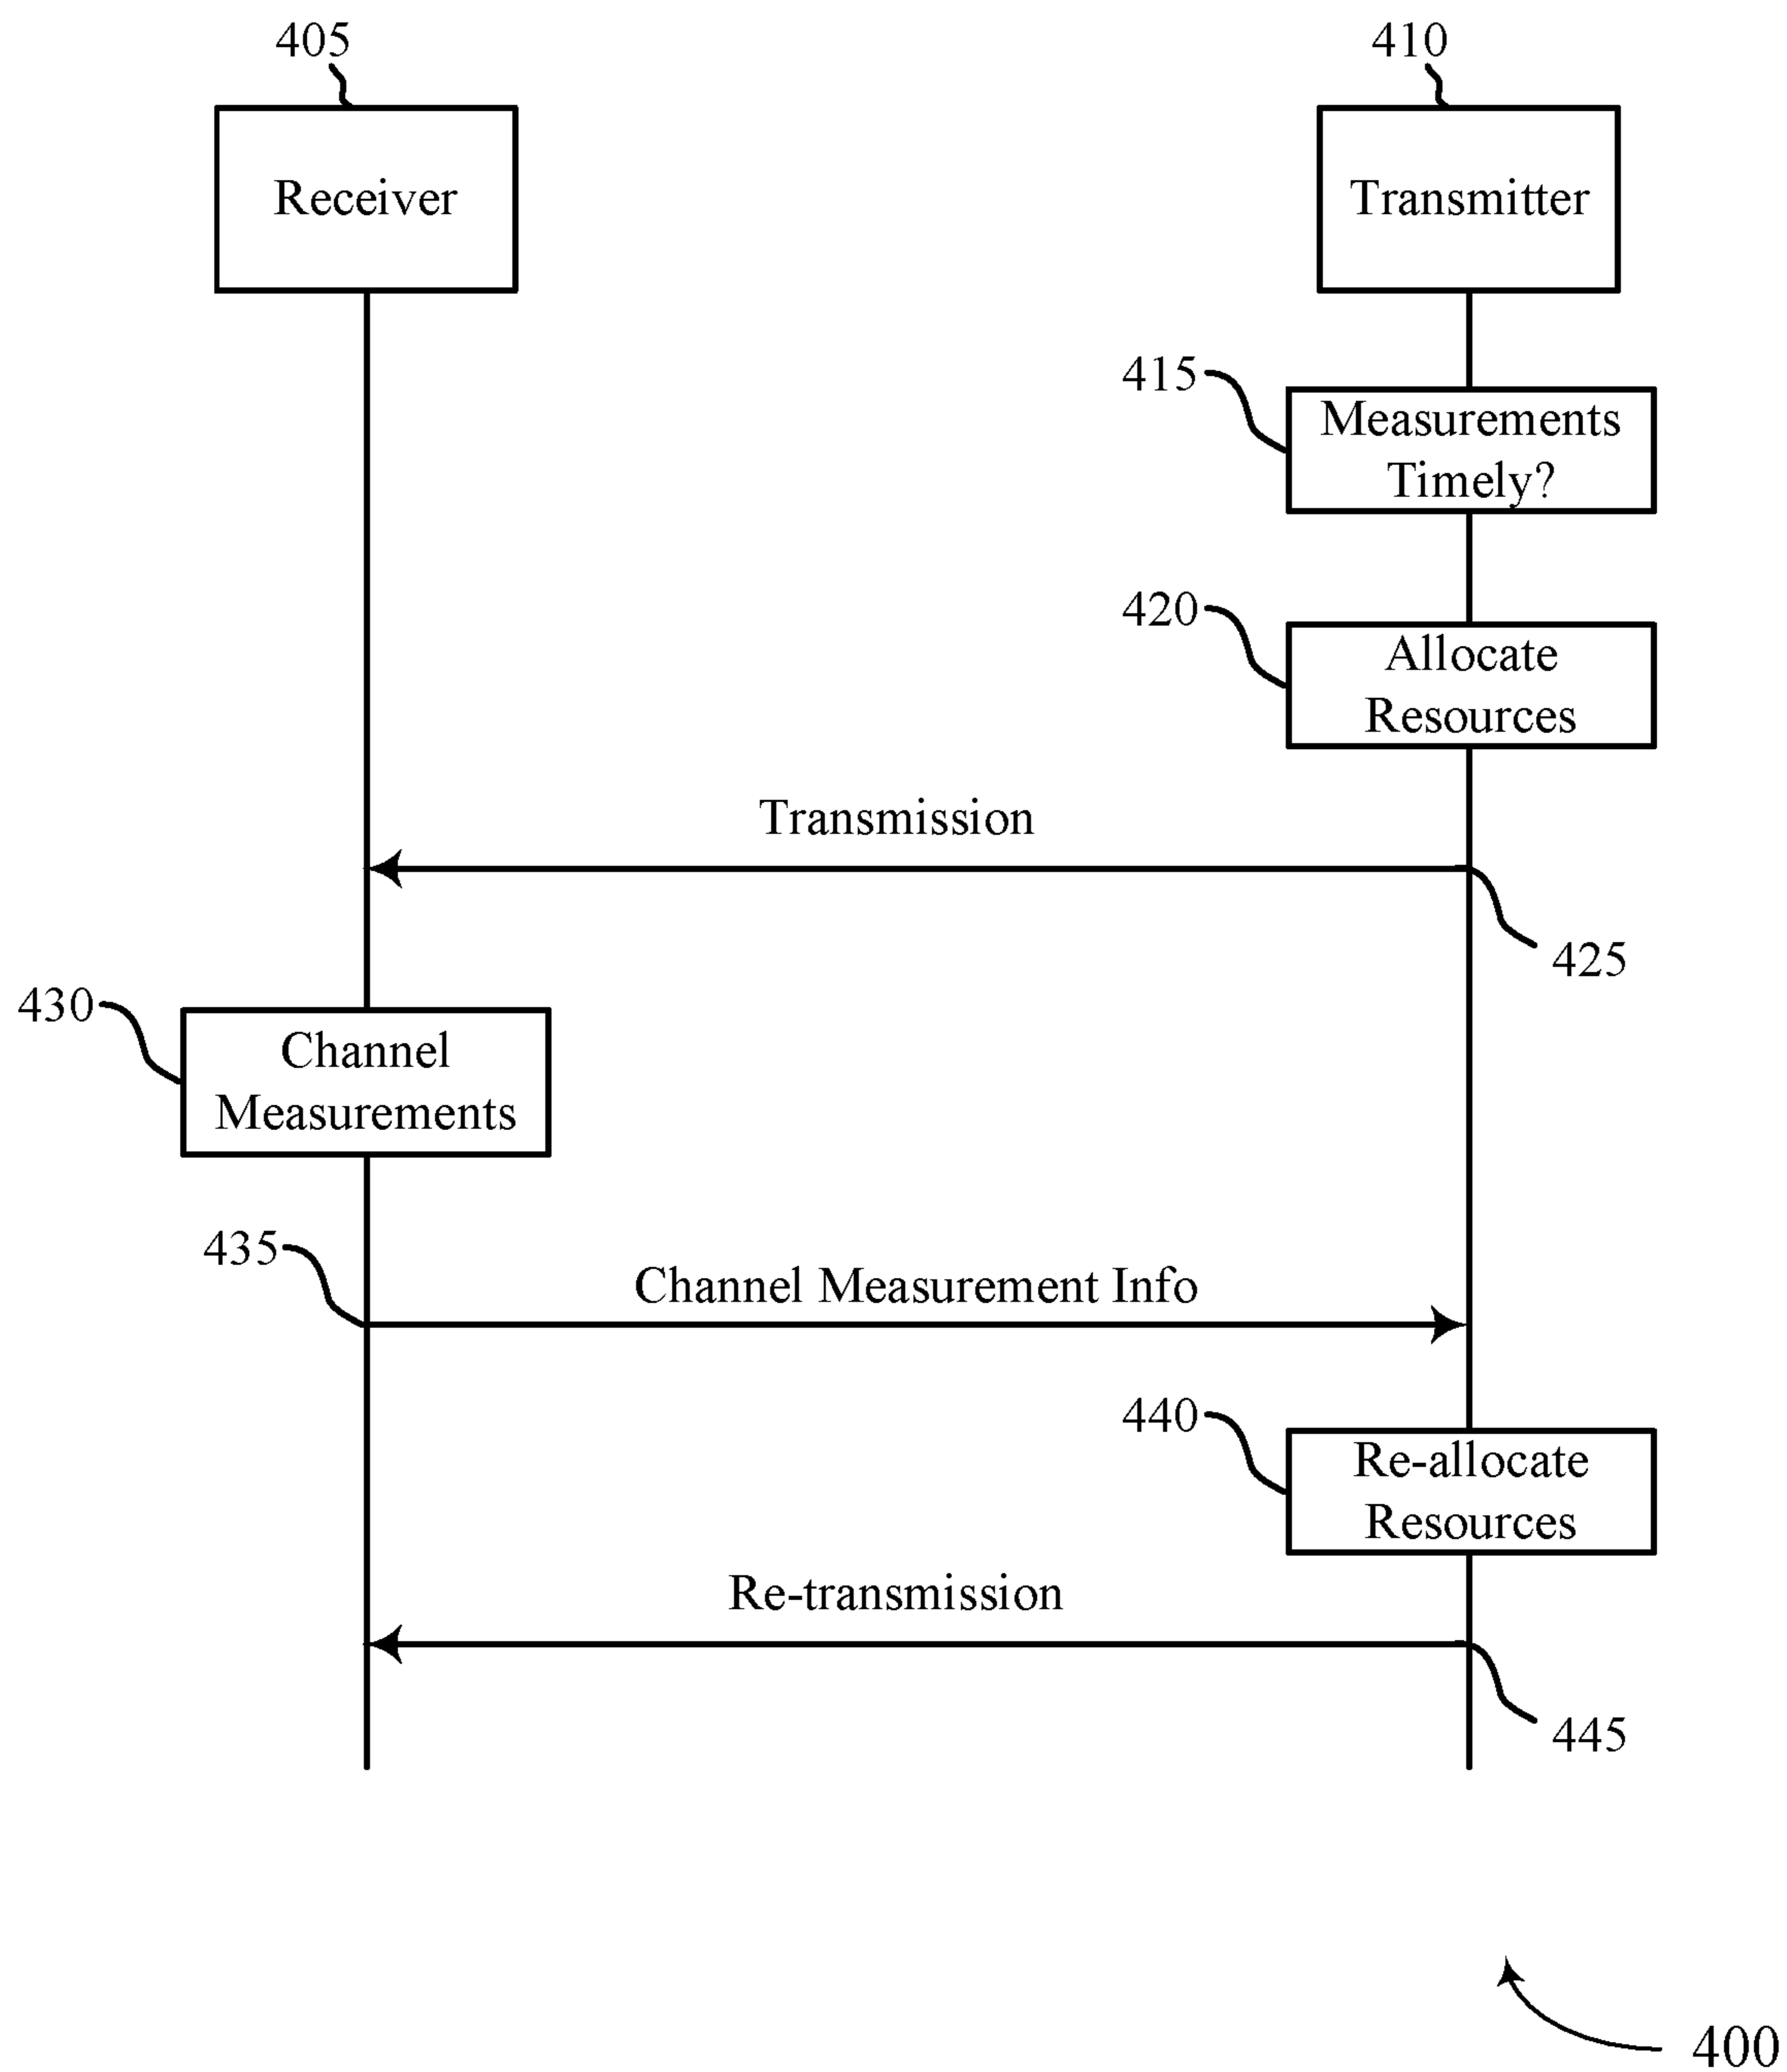 405
410
Receiver
Transmitter
415
Measurements
Timely?
420
Allocate
Resources
Transmission
425
430
Channel
Measurements
435
Channel Measurement Info
440
Re-allocate
Resources
Re-transmission
445
400